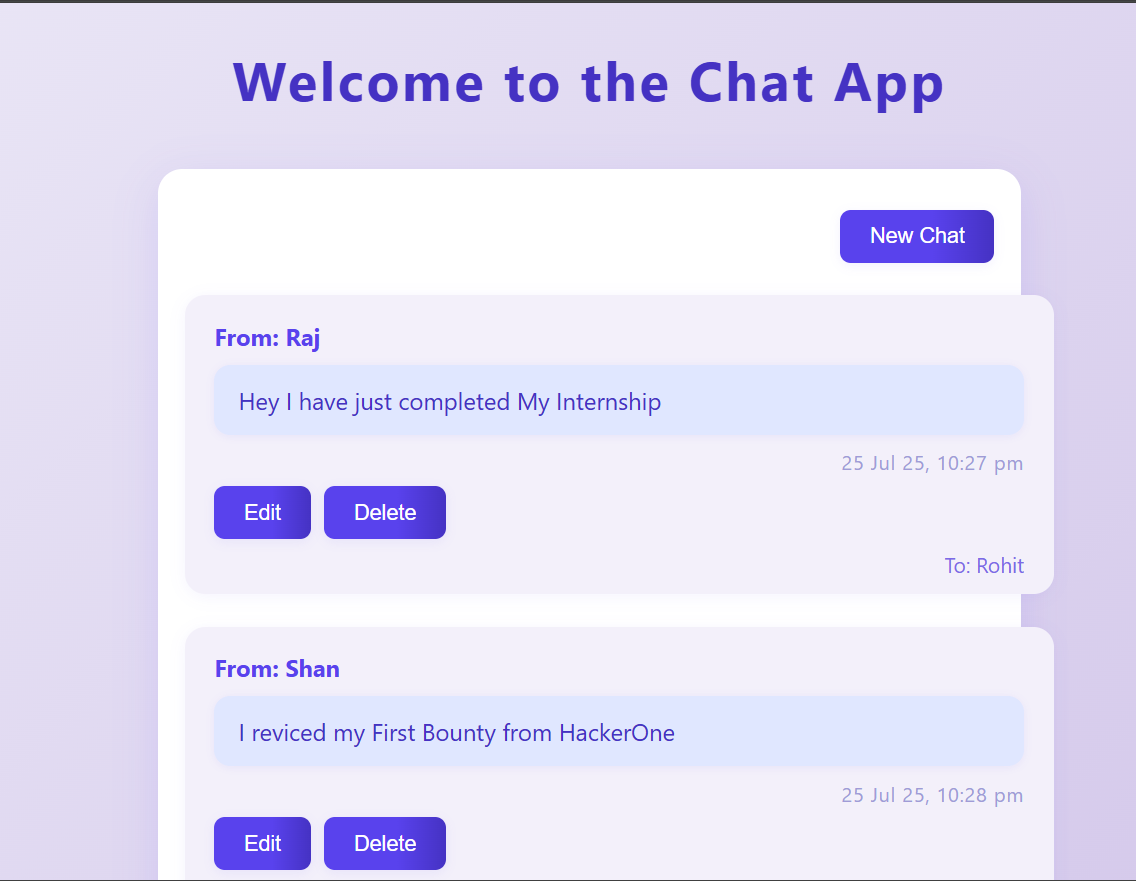 Welcome to the Chat App
New Chat
From: Raj
Hey I have just completed My Internship
25 Jul 25, 10:27 pm
Edit Delete
To: Rohit
From: Shan
I reviced my First Bounty from HackerOne
25 Jul 25, 10:28 pm
Edit Delete